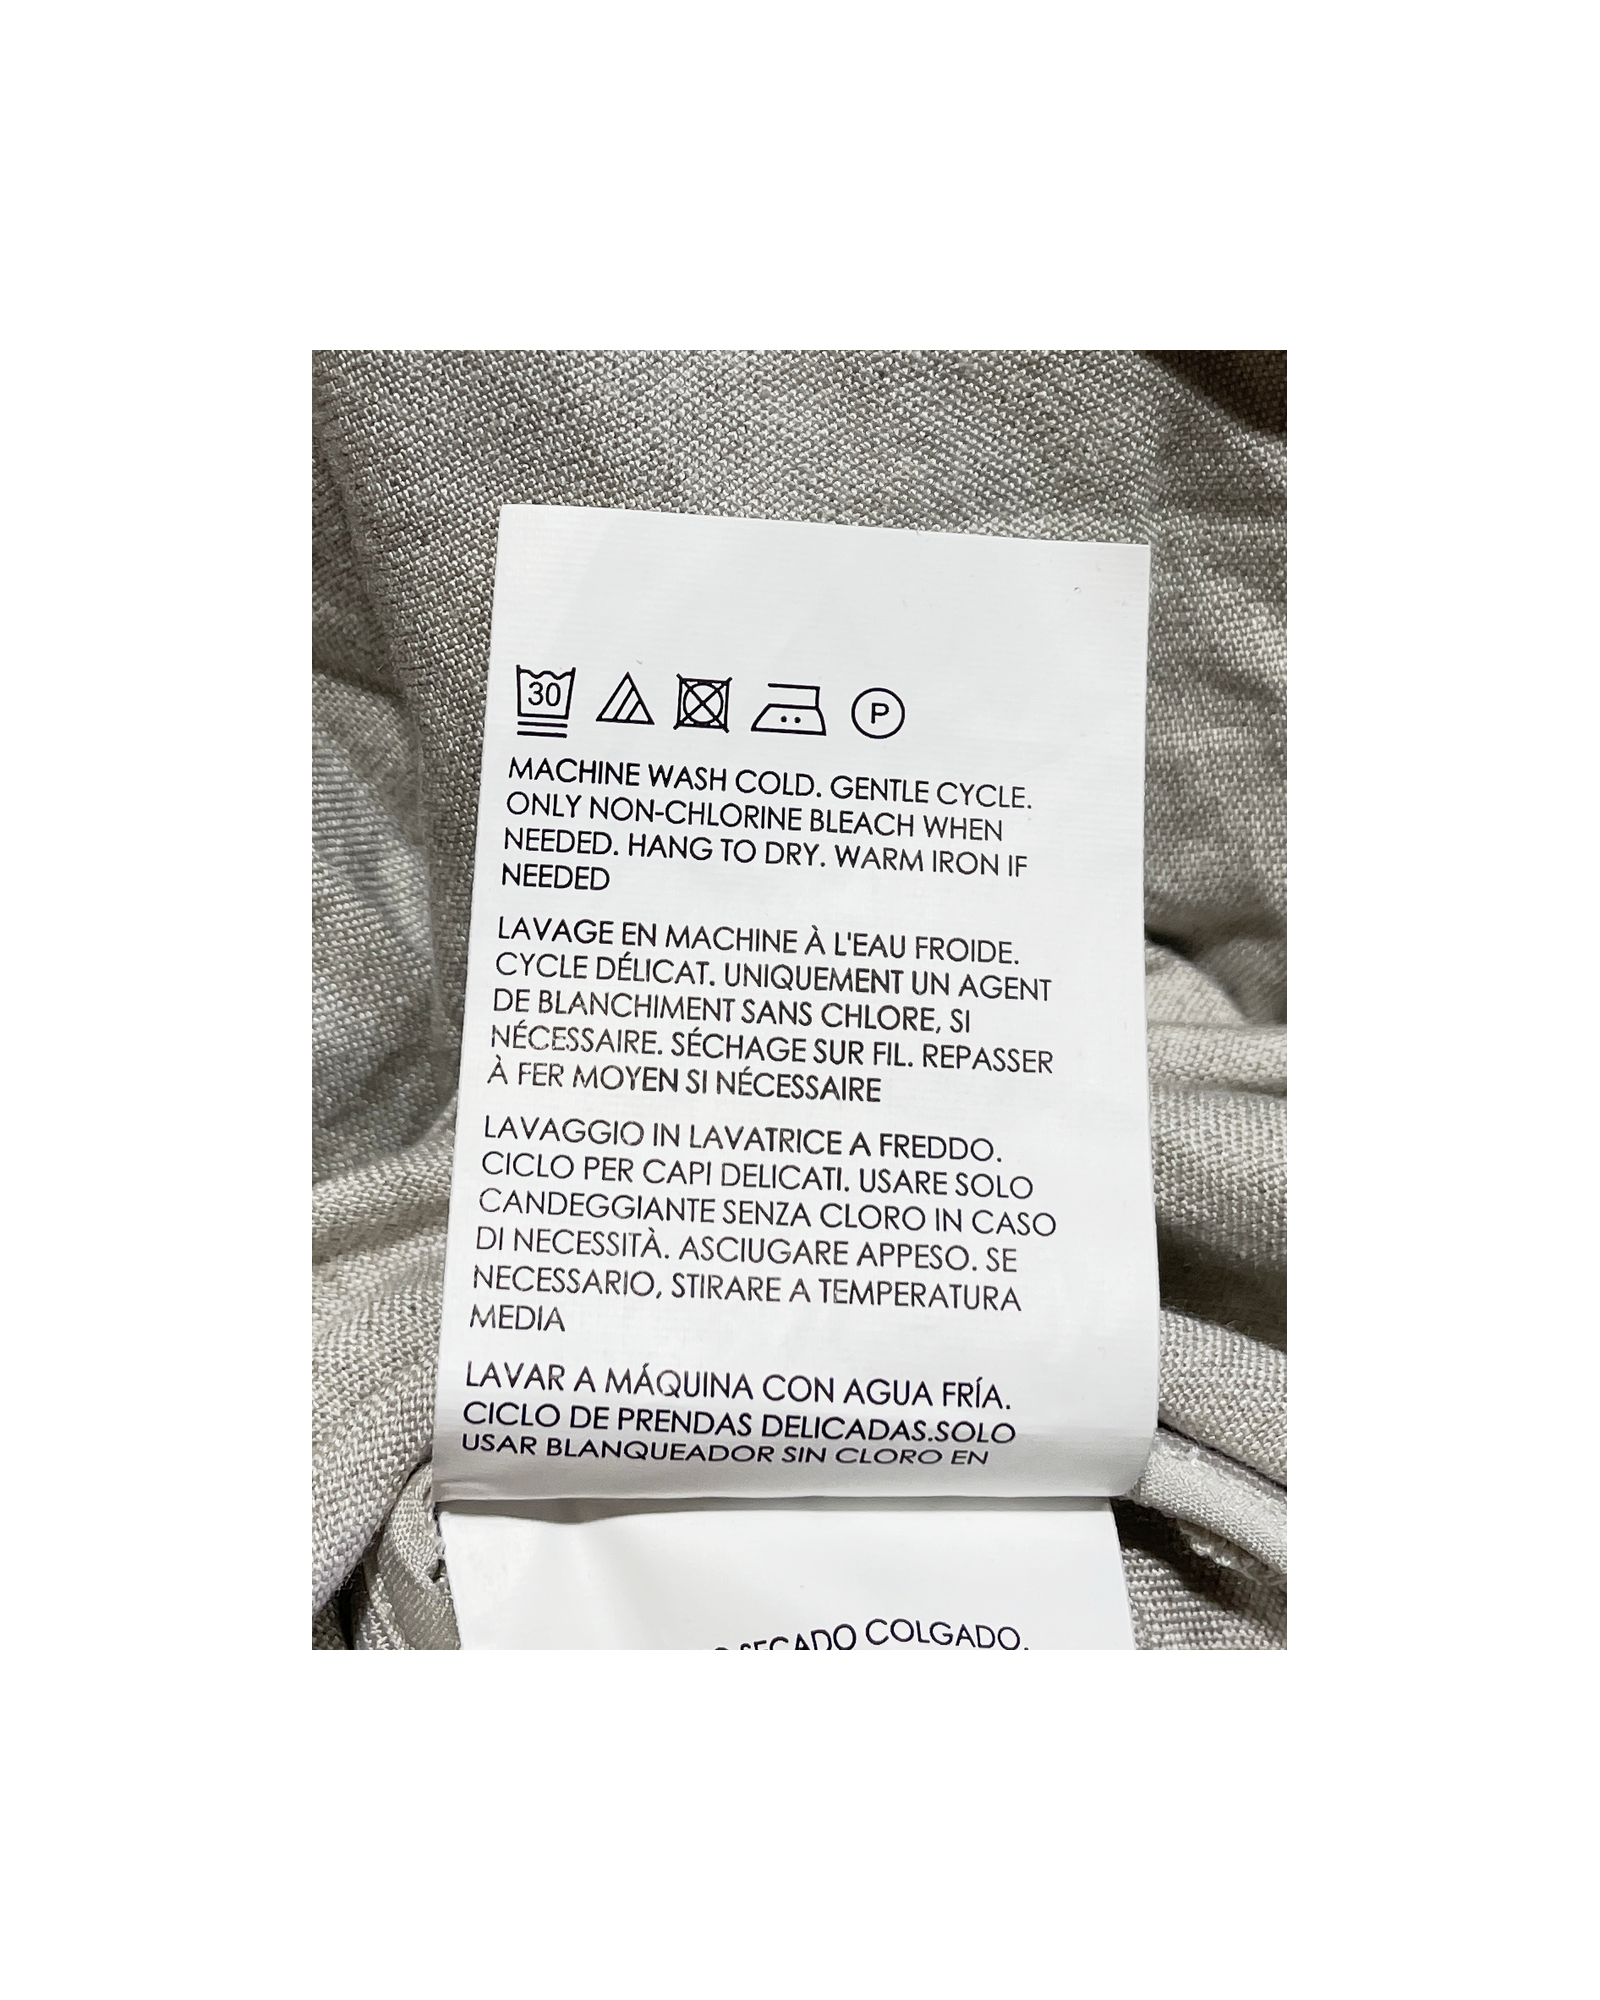 30 P
MACHINE WASH COLD. GENTLE CYCLE.
ONLY NON-CHLORINE BLEACH WHEN
NEEDED. HANG TO DRY. WARM IRON IF
NEEDED
LAVAGE EN MACHINE À L'EAU FROIDE.
CYCLE DÉLICAT. UNIQUEMENT UN AGENT
DE BLANCHIMENT SANS CHLORE, SI
NÉCESSAIRE. SÉCHAGE SUR FIL. REPASSER
À FER MOYEN SI NÉCESSAIRE
LAVAGGIO IN LAVATRICE A FREDDO.
CICLO PER CAPI DELICATI. USARE SOLO
CANDEGGIANTE SENZA CLORO IN CASO
DI NECESSITÀ. ASCIUGARE APPESO. SE
NECESSARIO, STIRARE A TEMPERATURA
MEDIA
LAVAR A MÁQUINA CON AGUA FRÍA.
CICLO DE PRENDAS DELICADAS.SOLO
USAR BLANQUEADOR SIN CLORO EN
SECADO COLGADO.